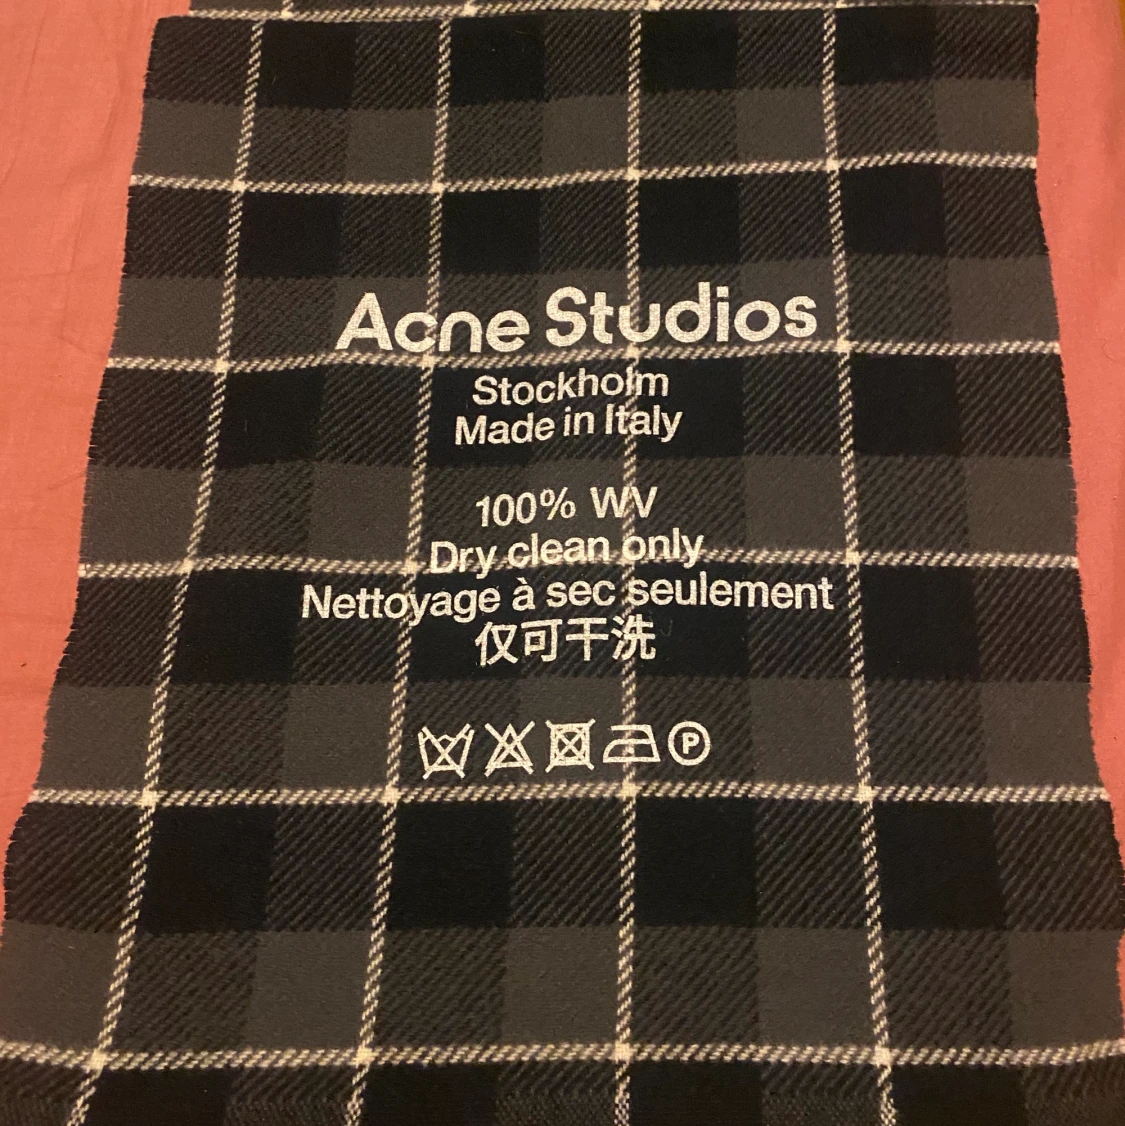 Acne Studios
Stockholm
Made in Italy
100% WV
Dry clean only
Nettoyage à sec seulement
仅可干洗
P